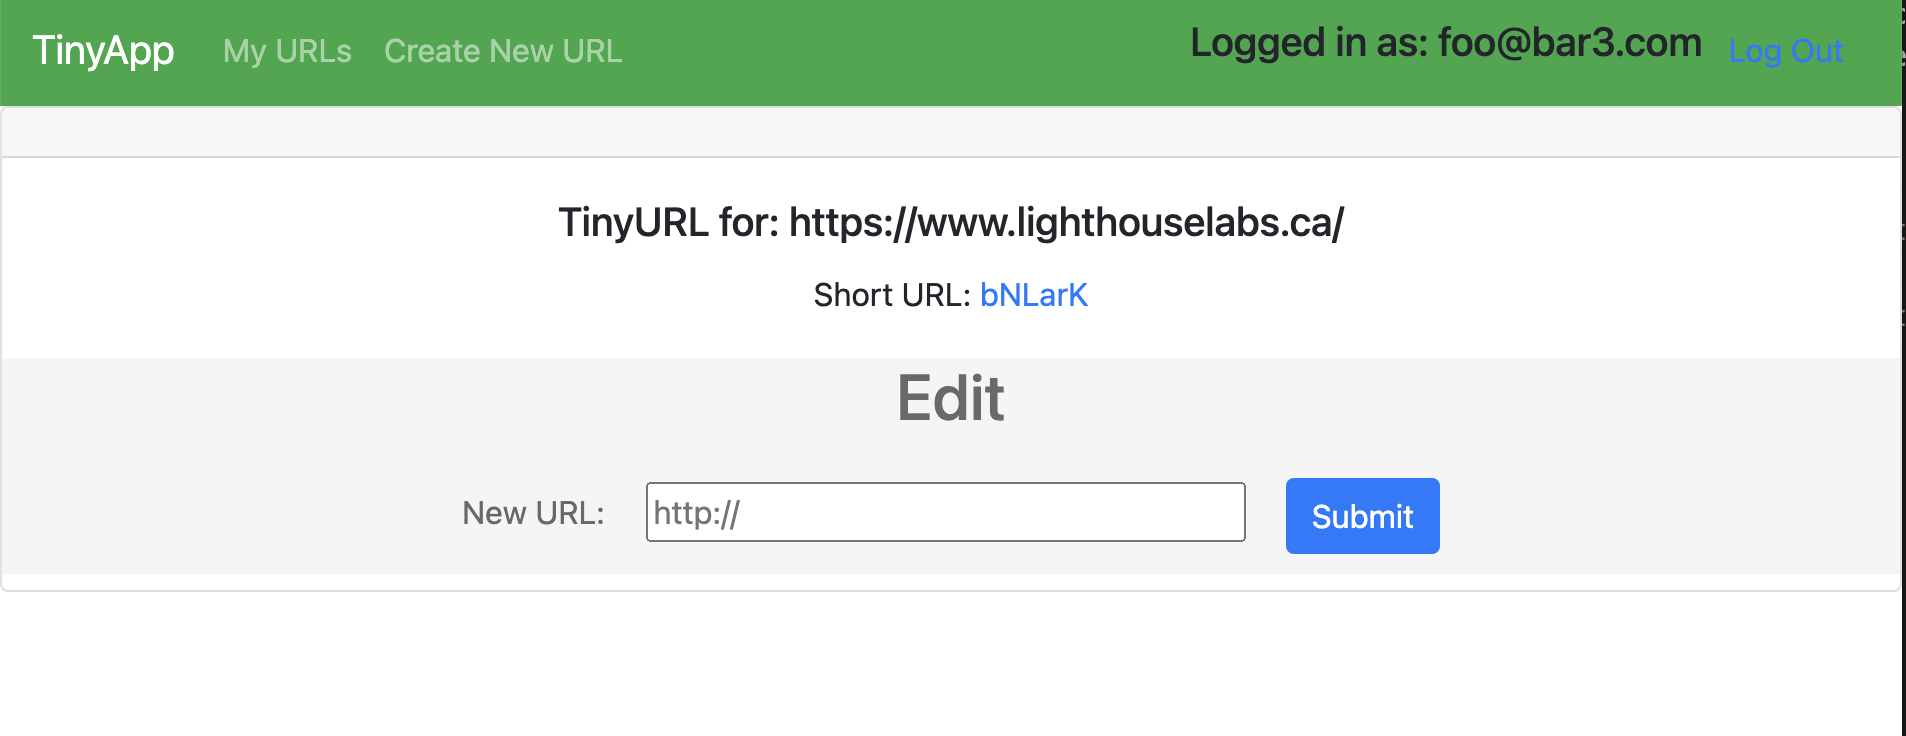 TinyApp My URLs Create New URL Logged in as: foo@bar3.com Log Out
TinyURL for: https://www.lighthouselabs.ca/
Short URL: bNLarK
Edit
New URL: http:// Submit